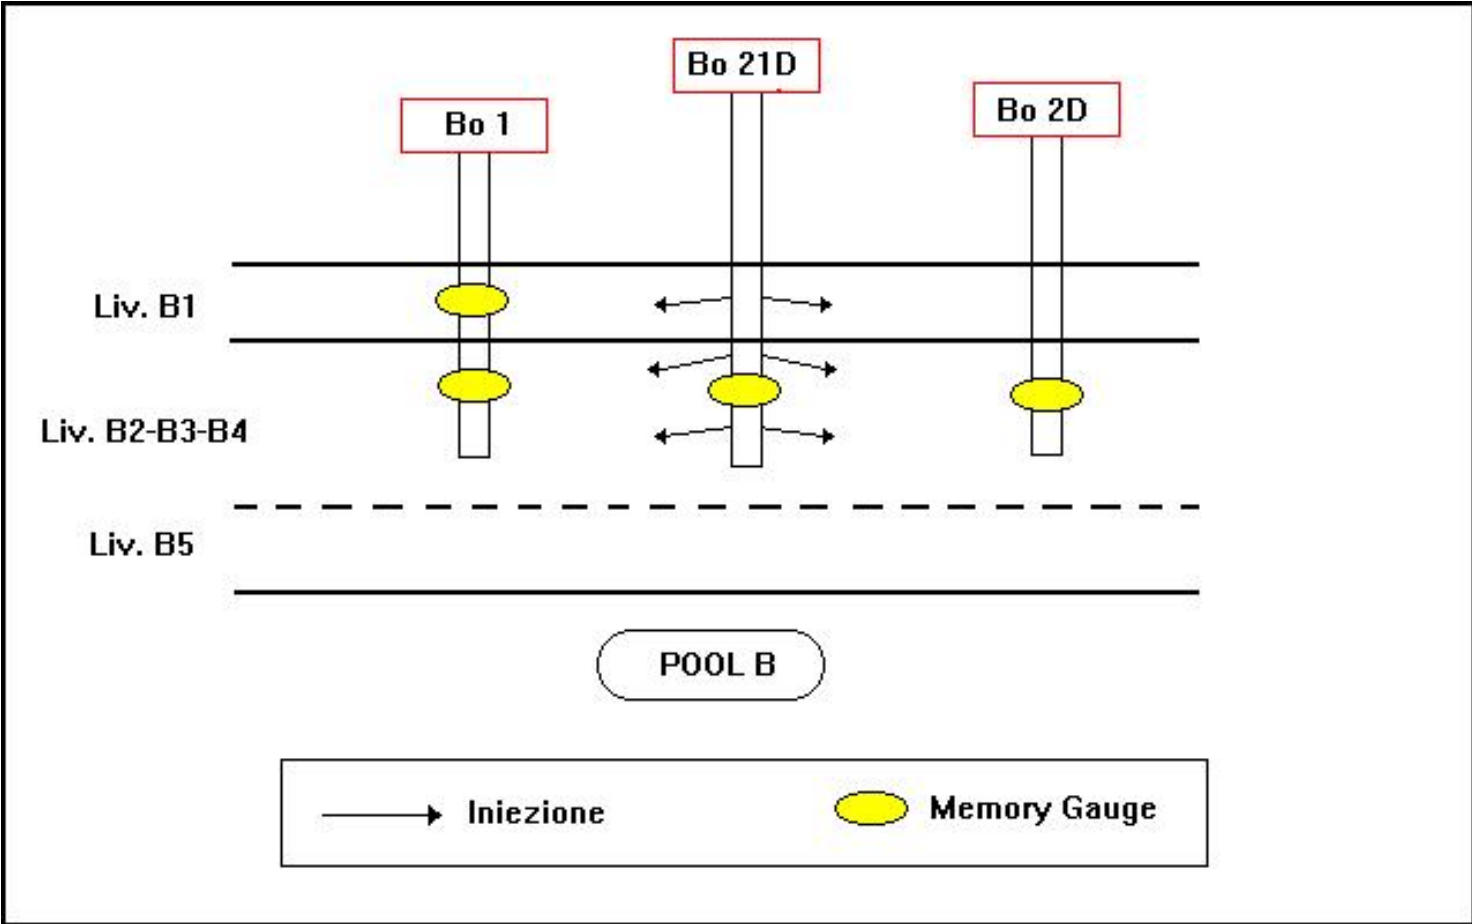 Bo 21D
Bo 1
Bo 2D
Liv. B1
Liv. B2-B3-B4
Liv. B5
POOL B
Iniezione
Memory Gauge